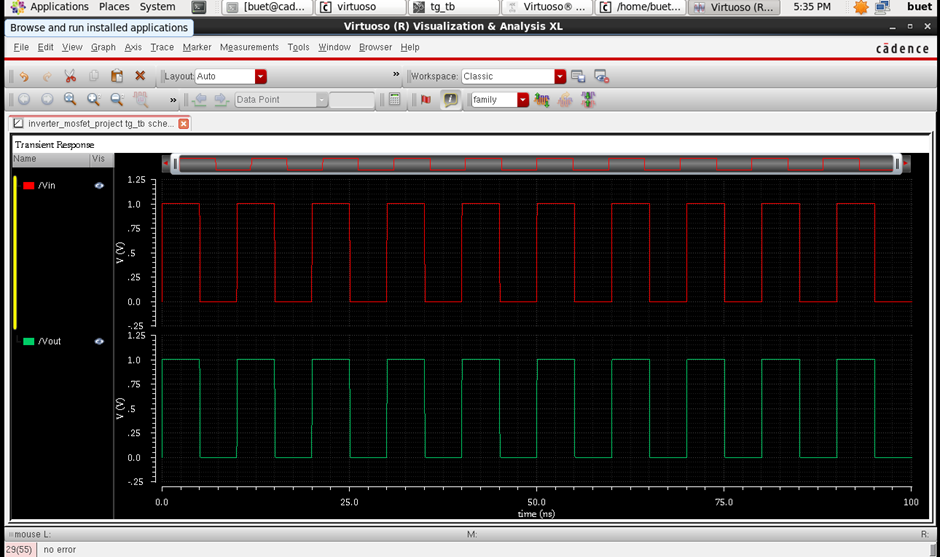 Applications Places System [buet@cad... virtuoso tg_tb Virtuoso® ... /home/buet... Virtuoso (R... 5:35 PM buet
Browse and run installed applications
Virtuoso (R) Visualization & Analysis XL
File Edit View Graph Axis Trace Marker Measurements Tools Window Browser Help
cādence
Layout: Auto » Workspace: Classic
» Data Point family
inverter_mosfet_project tg_tb sche...
Transient Response
Name Vis
/Vin
1.25
1.0
.75
.5
.25
0.0
-.25
V (V)
/Vout
1.25
1.0
.75
.5
.25
0.0
-.25
V (V)
0.0 25.0 50.0 75.0 100
time (ns)
mouse L: M: R:
29(55) no error